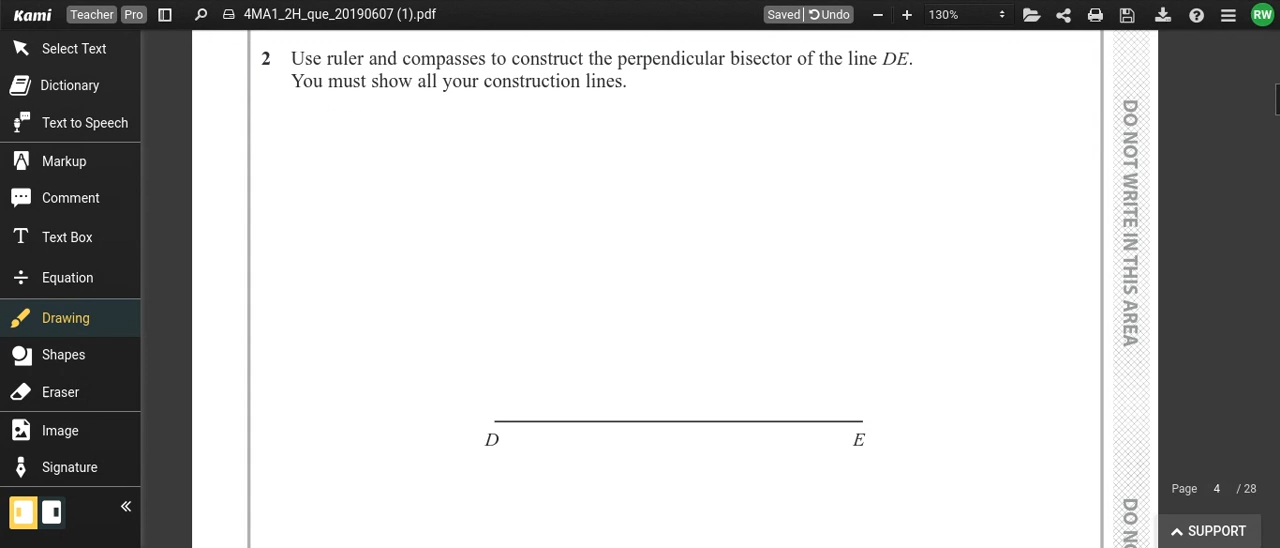 Kami Teacher Pro 4MA1_2H_que_20190607 (1).pdf Saved Undo 130% RW
Select Text
Dictionary
Text to Speech
Markup
Comment
Text Box
Equation
Drawing
Shapes
Eraser
Image
Signature
2 Use ruler and compasses to construct the perpendicular bisector of the line DE.
You must show all your construction lines.
D E
DO NOT WRITE IN THIS AREA
Page 4 / 28
SUPPORT